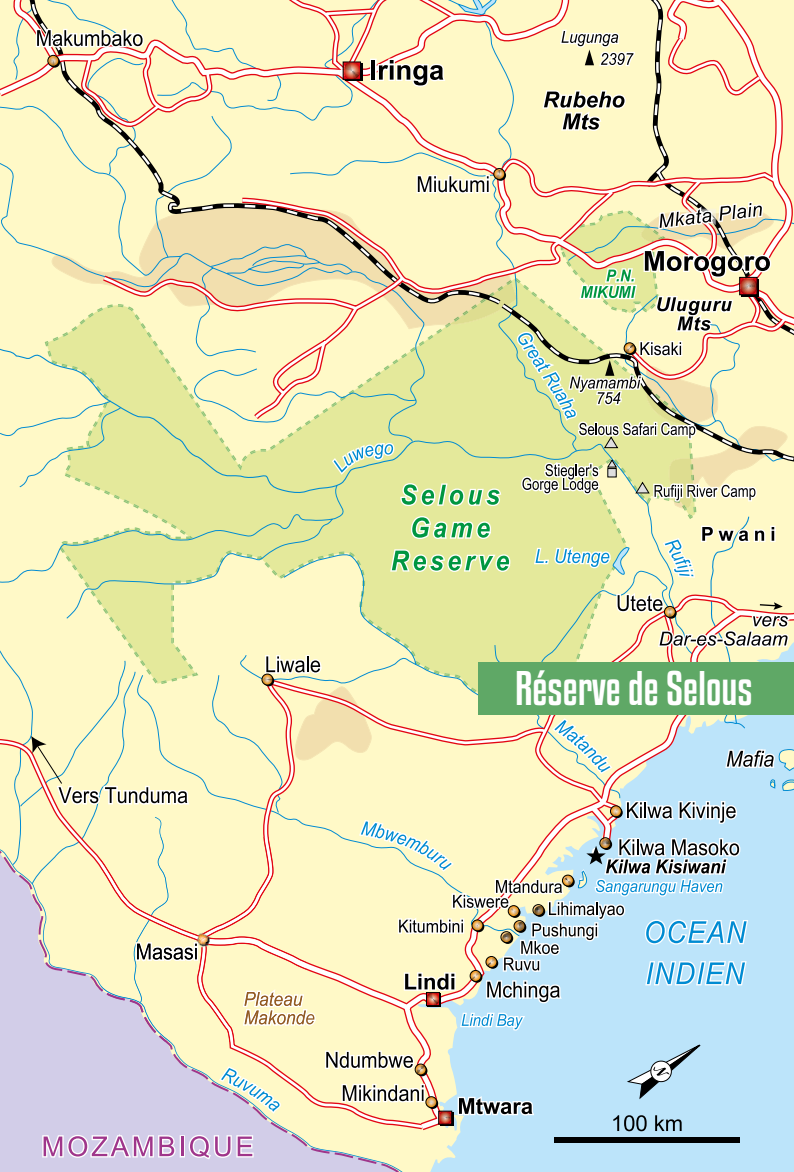 Makumbako
Iringa
Lugunga
2397
Rubeho
Mts
Miukumi
Mkata Plain
P.N.
MIKUMI
Morogoro
Uluguru
Mts
Great Ruaha
Kisaki
Nyamambi
754
Selous Safari Camp
Luwego
Stiegler's
Gorge Lodge
Rufiji River Camp
Selous
Game
Reserve
Pwani
L. Utenge
Rufiji
Utete
vers
Dar-es-Salaam
Liwale
Réserve de Selous
Matandu
Mafia
Vers Tunduma
Kilwa Kivinje
Mbwemburu
Kilwa Masoko
Kilwa Kisiwani
Mtandura
Sangarungu Haven
Kiswere
Lihimalyao
Kitumbini
Pushungi
Mkoe
OCEAN
INDIEN
Masasi
Ruvu
Lindi
Mchinga
Plateau
Makonde
Lindi Bay
Ndumbwe
N
Ruvuma
Mikindani
Mtwara
100 km
MOZAMBIQUE